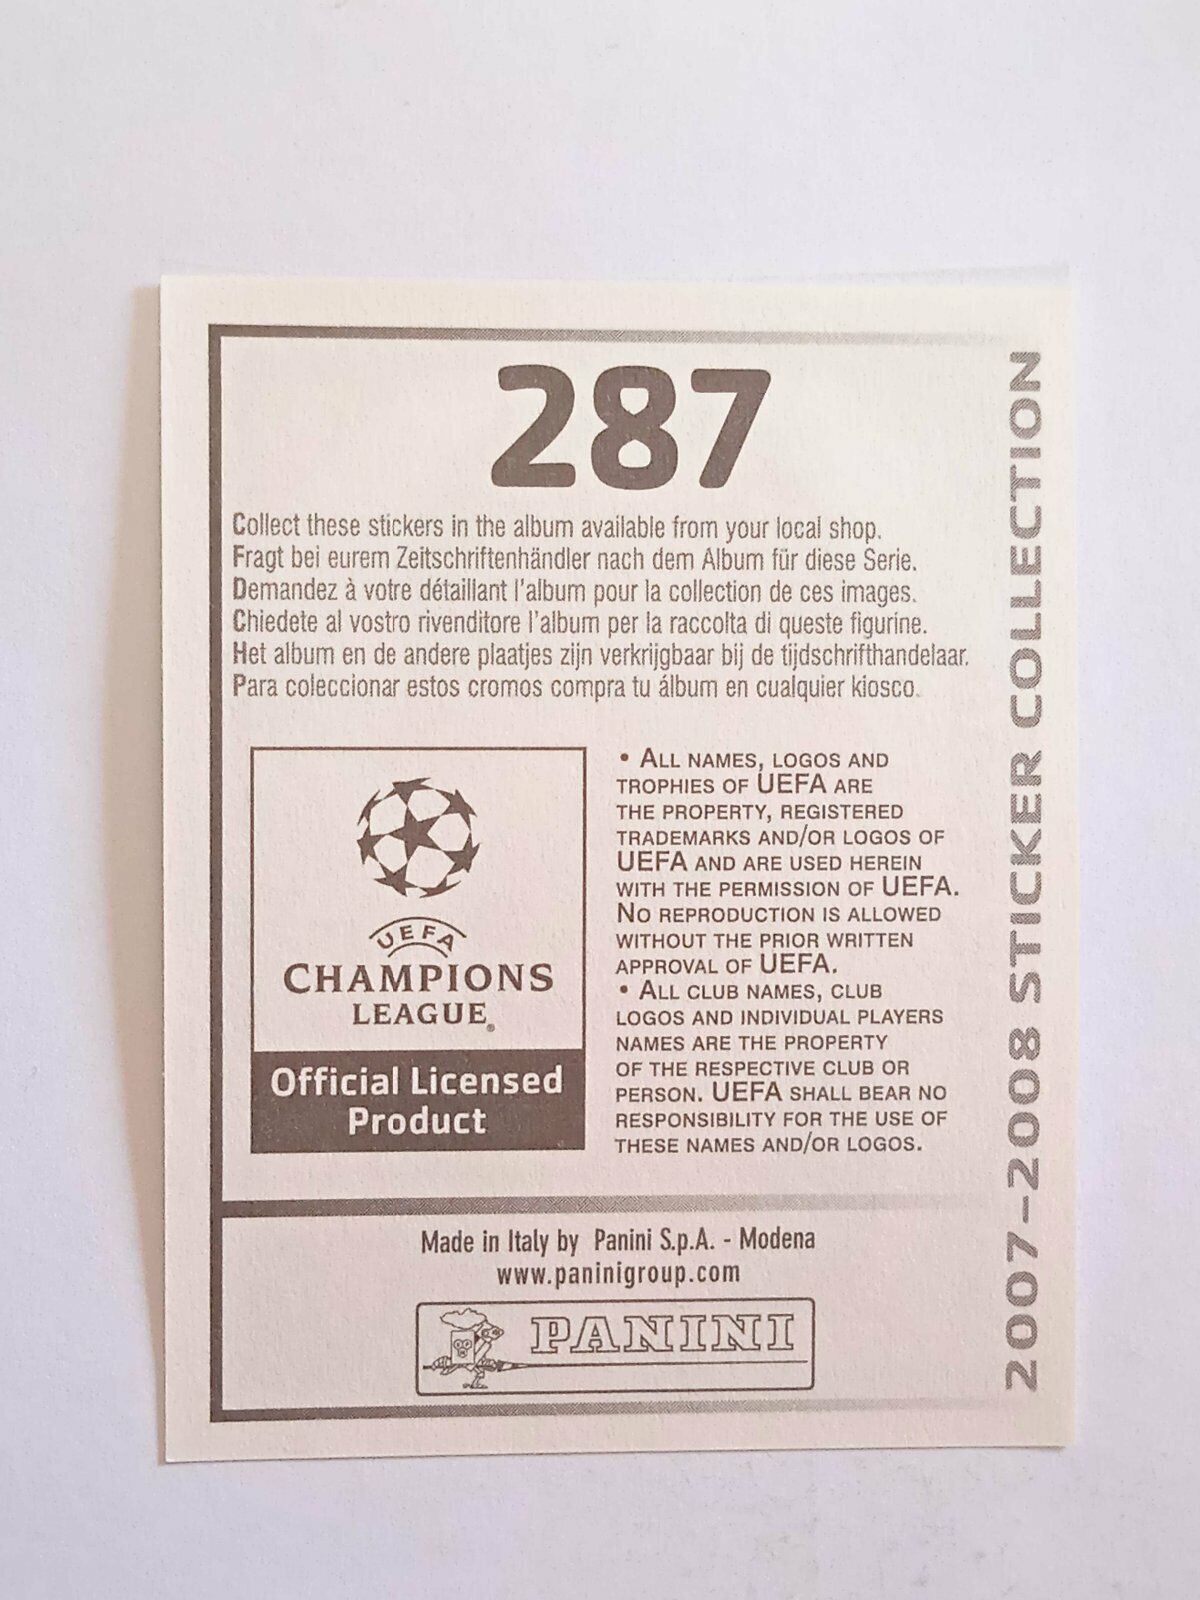 287
Collect these stickers in the album available from your local shop.
Fragt bei eurem Zeitschriftenhändler nach dem Album für diese Serie.
Demandez à votre détaillant l'album pour la collection de ces images.
Chiedete al vostro rivenditore l'album per la raccolta di queste figurine.
Het album en de andere plaatjes zijn verkrijgbaar bij de tijdschrifthandelaar.
Para coleccionar estos cromos compra tu álbum en cualquier kiosco.
UEFA
CHAMPIONS
LEAGUE®
Official Licensed
Product
• ALL NAMES, LOGOS AND
TROPHIES OF UEFA ARE
THE PROPERTY, REGISTERED
TRADEMARKS AND/OR LOGOS OF
UEFA AND ARE USED HEREIN
WITH THE PERMISSION OF UEFA.
NO REPRODUCTION IS ALLOWED
WITHOUT THE PRIOR WRITTEN
APPROVAL OF UEFA.
• ALL CLUB NAMES, CLUB
LOGOS AND INDIVIDUAL PLAYERS
NAMES ARE THE PROPERTY
OF THE RESPECTIVE CLUB OR
PERSON. UEFA SHALL BEAR NO
RESPONSIBILITY FOR THE USE OF
THESE NAMES AND/OR LOGOS.
Made in Italy by Panini S.p.A. - Modena
www.paninigroup.com
PANINI
2007-2008 STICKER COLLECTION